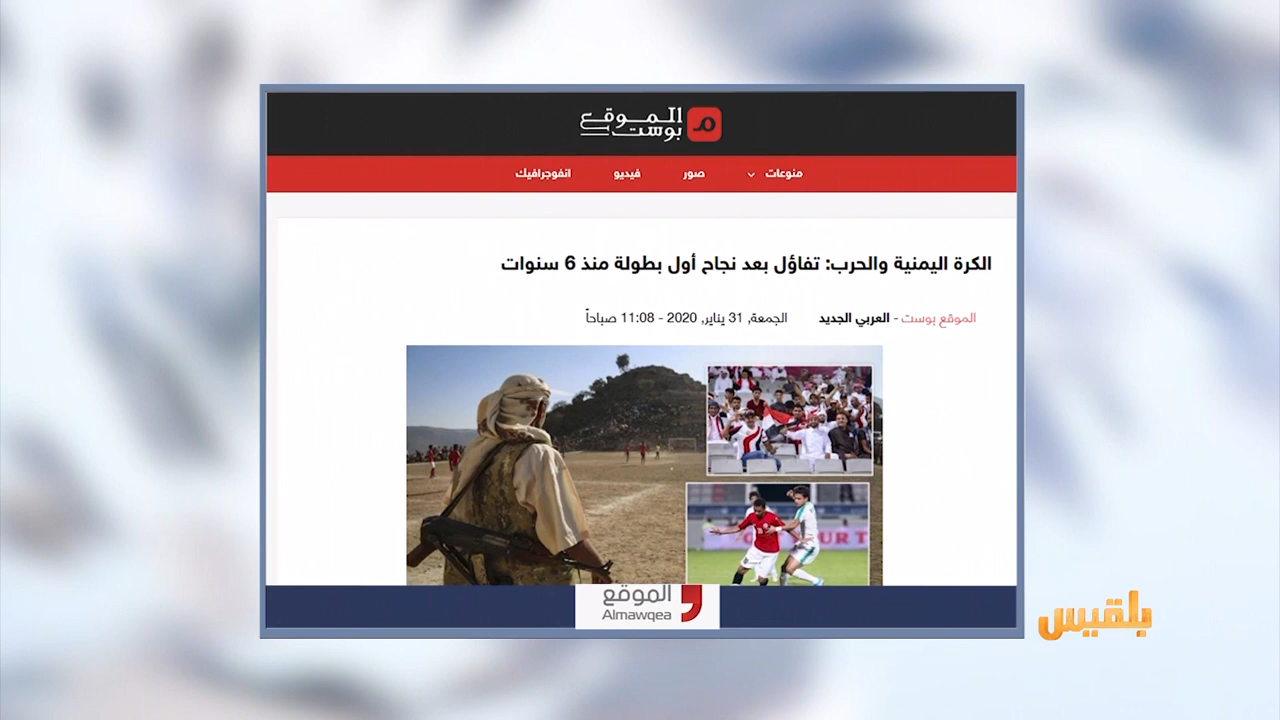 الموقع
بوست
منوعات صور فيديو انفوجرافيك
الكرة اليمنية والحرب: تفاؤل بعد نجاح أول بطولة منذ 6 سنوات
الموقع بوست - العربي الجديد الجمعة, 31 يناير, 2020 - 11:08 صباحاً
الموقع
Almawqea
بلقيس